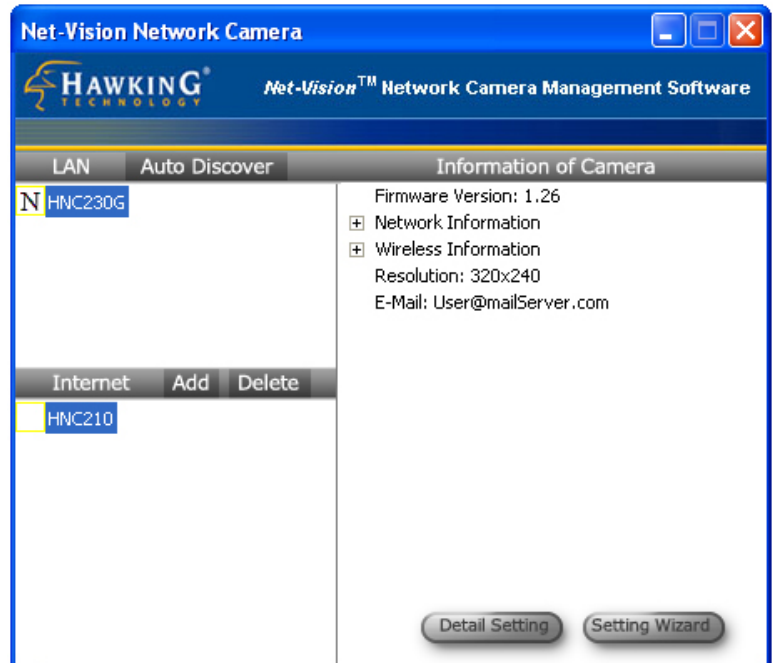 Net-Vision Network Camera
HAWKING®
TECHNOLOGY
Net-Vision™ Network Camera Management Software
LAN Auto Discover
Information of Camera
N HNC230G
Firmware Version: 1.26
Network Information
Wireless Information
Resolution: 320x240
E-Mail: User@mailServer.com
Internet Add Delete
HNC210
Detail Setting Setting Wizard